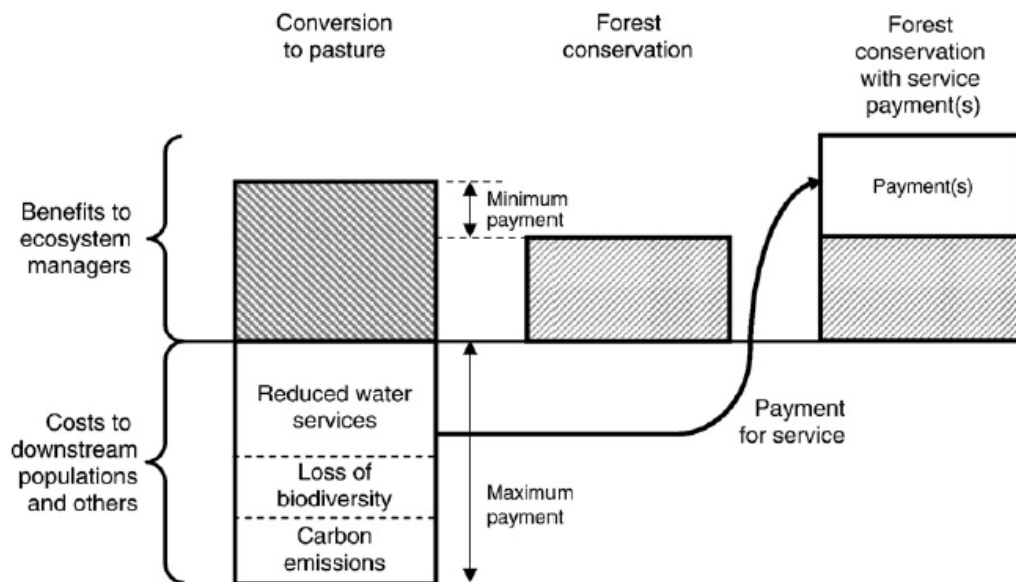 Conversion
to pasture
Forest
conservation
Forest
conservation
with service
payment(s)
Minimum
payment
Payment(s)
Benefits to
ecosystem
managers
Reduced water
services
Payment
for service
Costs to
downstream
populations
and others
Loss of
biodiversity
Maximum
payment
Carbon
emissions